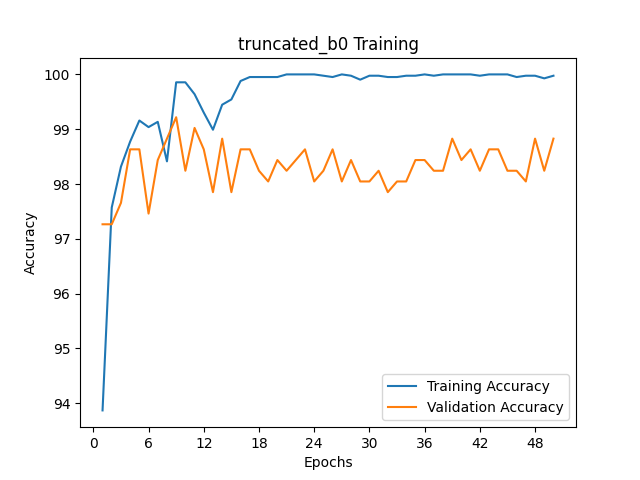 truncated_b0 Training
Accuracy
100
99
98
97
96
95
94
0 6 12 18 24 30 36 42 48
Epochs
Training Accuracy
Validation Accuracy